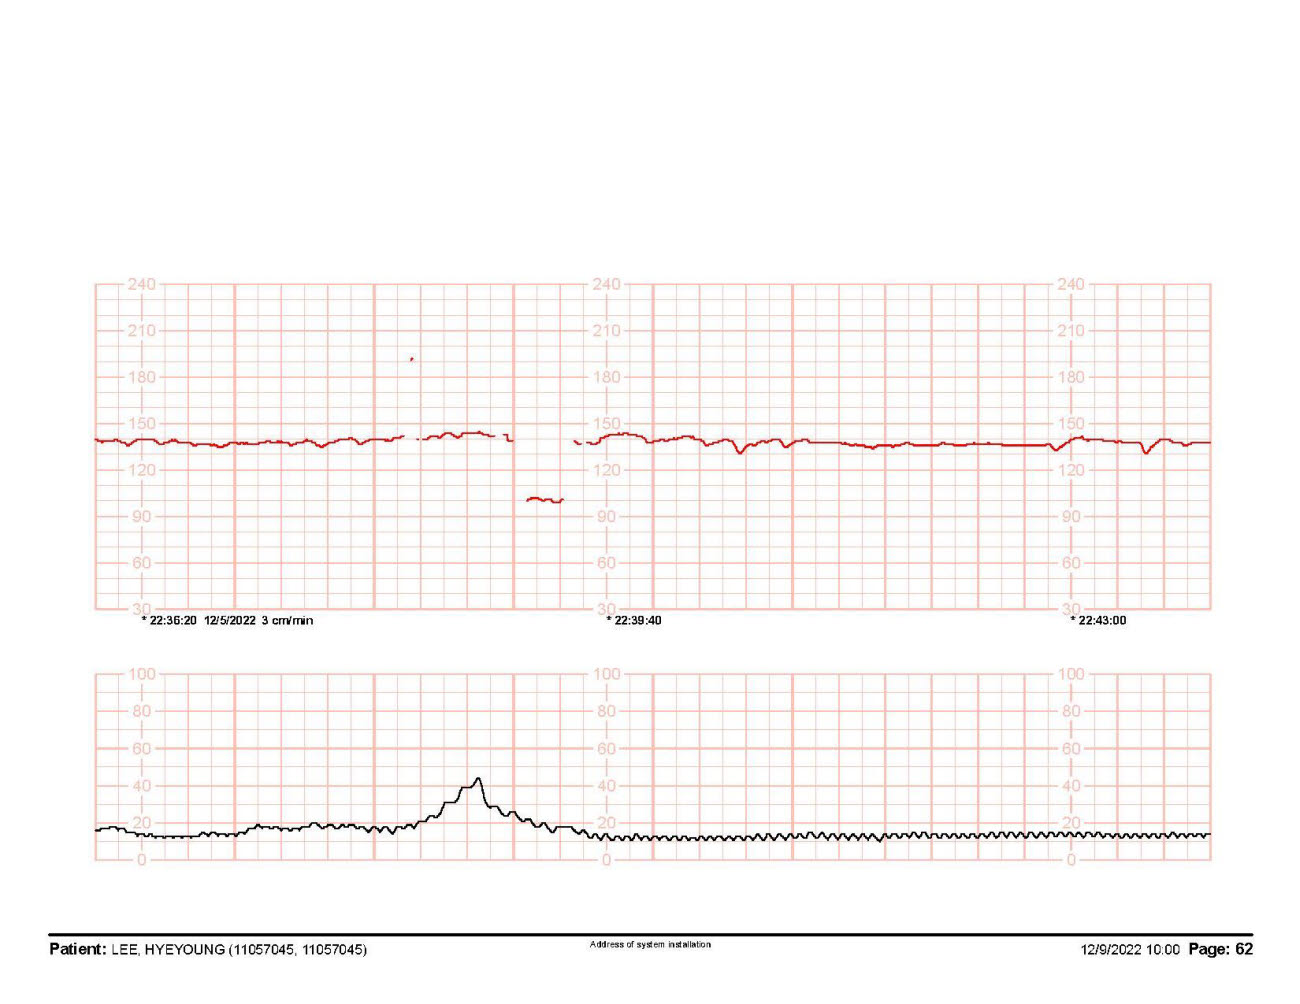 240 240 240
210 210 210
180 180 180
150 150 150
120 120 120
90 90 90
60 60 60
30 30 30
* 22:36:20 12/5/2022 3 cm/min * 22:39:40 * 22:43:00
100 100 100
80 80 80
60 60 60
40 40 40
20 20 20
0 0 0
Patient: LEE, HYEYOUNG (11057045, 11057045) Address of system installation 12/9/2022 10:00 Page: 62